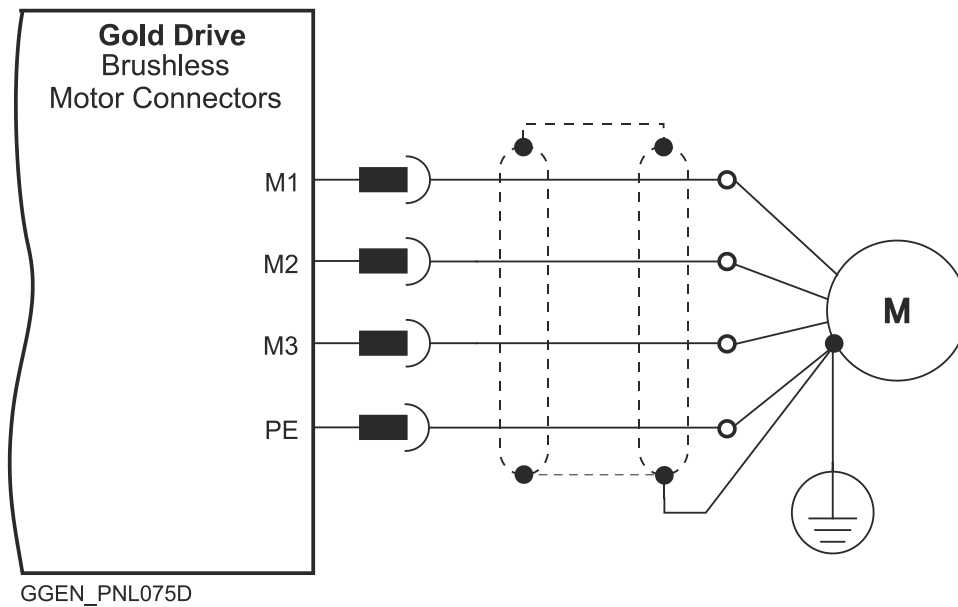 Gold Drive
Brushless
Motor Connectors
M1
M2
M3
PE
M
GGEN_PNL075D